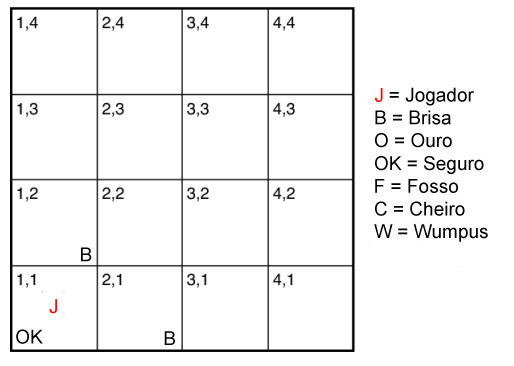 1,4 2,4 3,4 4,4
1,3 2,3 3,3 4,3
1,2 2,2 3,2 4,2
B
1,1 2,1 3,1 4,1
J
OK B
J = Jogador
B = Brisa
O = Ouro
OK = Seguro
F = Fosso
C = Cheiro
W = Wumpus